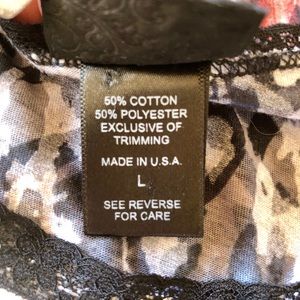 50% COTTON
50% POLYESTER
EXCLUSIVE OF
TRIMMING
MADE IN U.S.A.
L
SEE REVERSE
FOR CARE